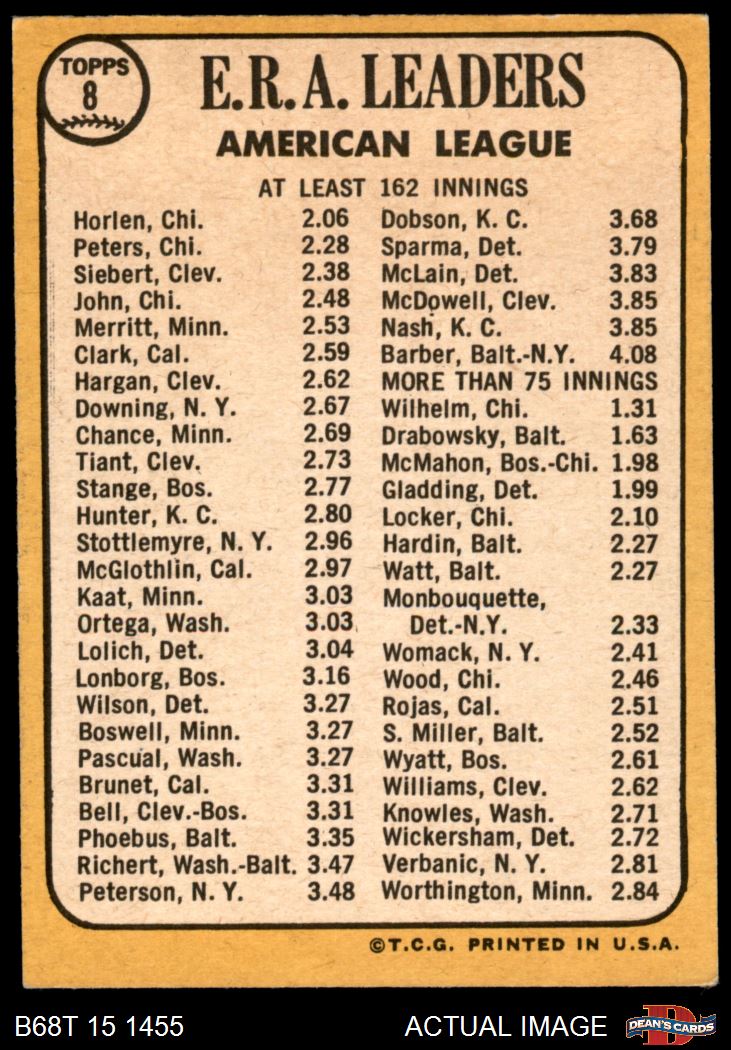 TOPPS
8
E.R.A. LEADERS
AMERICAN LEAGUE
AT LEAST 162 INNINGS
Horlen, Chi. 2.06
Peters, Chi. 2.28
Siebert, Clev. 2.38
John, Chi. 2.48
Merritt, Minn. 2.53
Clark, Cal. 2.59
Hargan, Clev. 2.62
Downing, N. Y. 2.67
Chance, Minn. 2.69
Tiant, Clev. 2.73
Stange, Bos. 2.77
Hunter, K. C. 2.80
Stottlemyre, N. Y. 2.96
McGlothlin, Cal. 2.97
Kaat, Minn. 3.03
Ortega, Wash. 3.03
Lolich, Det. 3.04
Lonborg, Bos. 3.16
Wilson, Det. 3.27
Boswell, Minn. 3.27
Pascual, Wash. 3.27
Brunet, Cal. 3.31
Bell, Clev.-Bos. 3.31
Phoebus, Balt. 3.35
Richert, Wash.-Balt. 3.47
Peterson, N. Y. 3.48
Dobson, K. C. 3.68
Sparma, Det. 3.79
McLain, Det. 3.83
McDowell, Clev. 3.85
Nash, K. C. 3.85
Barber, Balt.-N.Y. 4.08
MORE THAN 75 INNINGS
Wilhelm, Chi. 1.31
Drabowsky, Balt. 1.63
McMahon, Bos.-Chi. 1.98
Gladding, Det. 1.99
Locker, Chi. 2.10
Hardin, Balt. 2.27
Watt, Balt. 2.27
Monbouquette,
Det.-N.Y. 2.33
Womack, N. Y. 2.41
Wood, Chi. 2.46
Rojas, Cal. 2.51
S. Miller, Balt. 2.52
Wyatt, Bos. 2.61
Williams, Clev. 2.62
Knowles, Wash. 2.71
Wickersham, Det. 2.72
Verbanic, N. Y. 2.81
Worthington, Minn. 2.84
©T.C.G. PRINTED IN U.S.A.
B68T 15 1455
ACTUAL IMAGE
D
DEAN'S CARDS